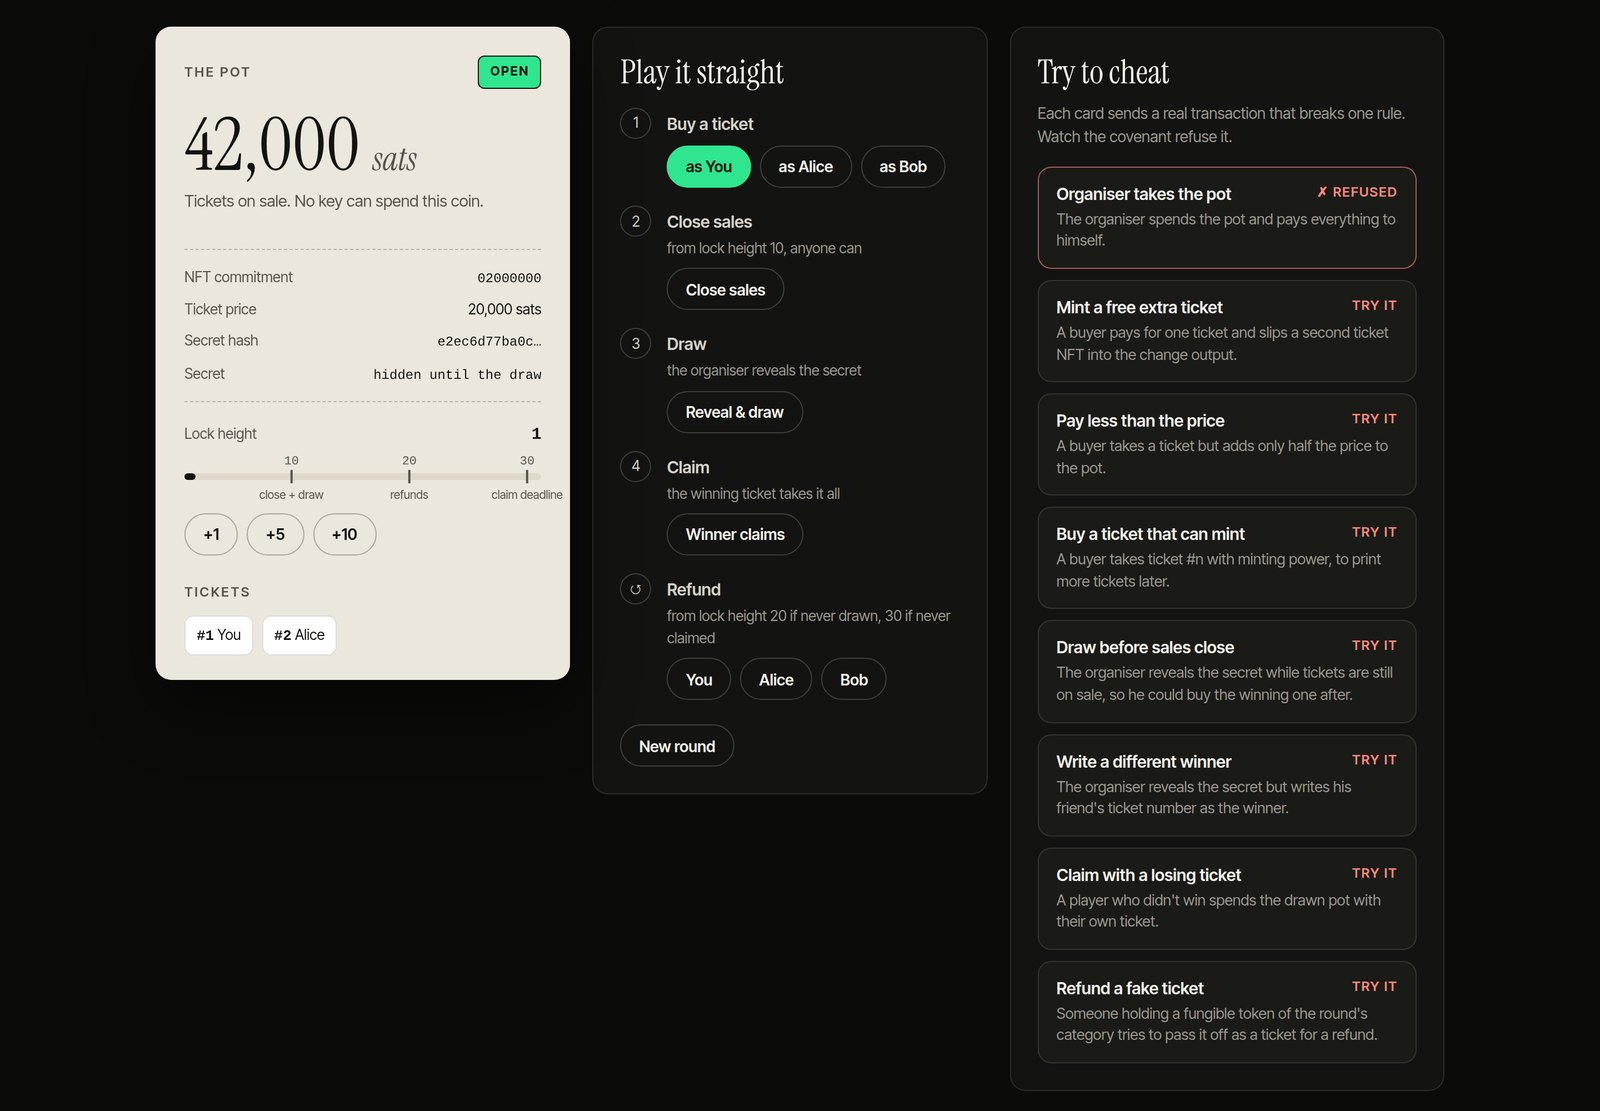 THE POT
OPEN
42,000 sats
Tickets on sale. No key can spend this coin.
NFT commitment 02000000
Ticket price 20,000 sats
Secret hash e2ec6d77ba0c…
Secret hidden until the draw
Lock height 1
10 20 30
close + draw refunds claim deadline
+1 +5 +10
TICKETS
#1 You #2 Alice
Play it straight
1 Buy a ticket
as You as Alice as Bob
2 Close sales
from lock height 10, anyone can
Close sales
3 Draw
the organiser reveals the secret
Reveal & draw
4 Claim
the winning ticket takes it all
Winner claims
↺ Refund
from lock height 20 if never drawn, 30 if never
claimed
You Alice Bob
New round
Try to cheat
Each card sends a real transaction that breaks one rule.
Watch the covenant refuse it.
Organiser takes the pot ✗ REFUSED
The organiser spends the pot and pays everything to
himself.
Mint a free extra ticket TRY IT
A buyer pays for one ticket and slips a second ticket
NFT into the change output.
Pay less than the price TRY IT
A buyer takes a ticket but adds only half the price to
the pot.
Buy a ticket that can mint TRY IT
A buyer takes ticket #n with minting power, to print
more tickets later.
Draw before sales close TRY IT
The organiser reveals the secret while tickets are still
on sale, so he could buy the winning one after.
Write a different winner TRY IT
The organiser reveals the secret but writes his
friend's ticket number as the winner.
Claim with a losing ticket TRY IT
A player who didn't win spends the drawn pot with
their own ticket.
Refund a fake ticket TRY IT
Someone holding a fungible token of the round's
category tries to pass it off as a ticket for a refund.